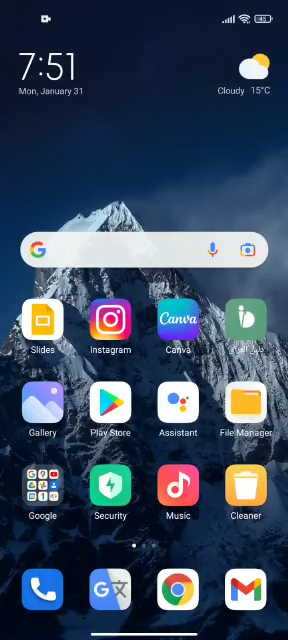 45
7:51
Mon, January 31
Cloudy 15°C
Slides
Instagram
Canva
Canva
Gallery
Play Store
Assistant
File Manager
Google
Security
Music
Cleaner